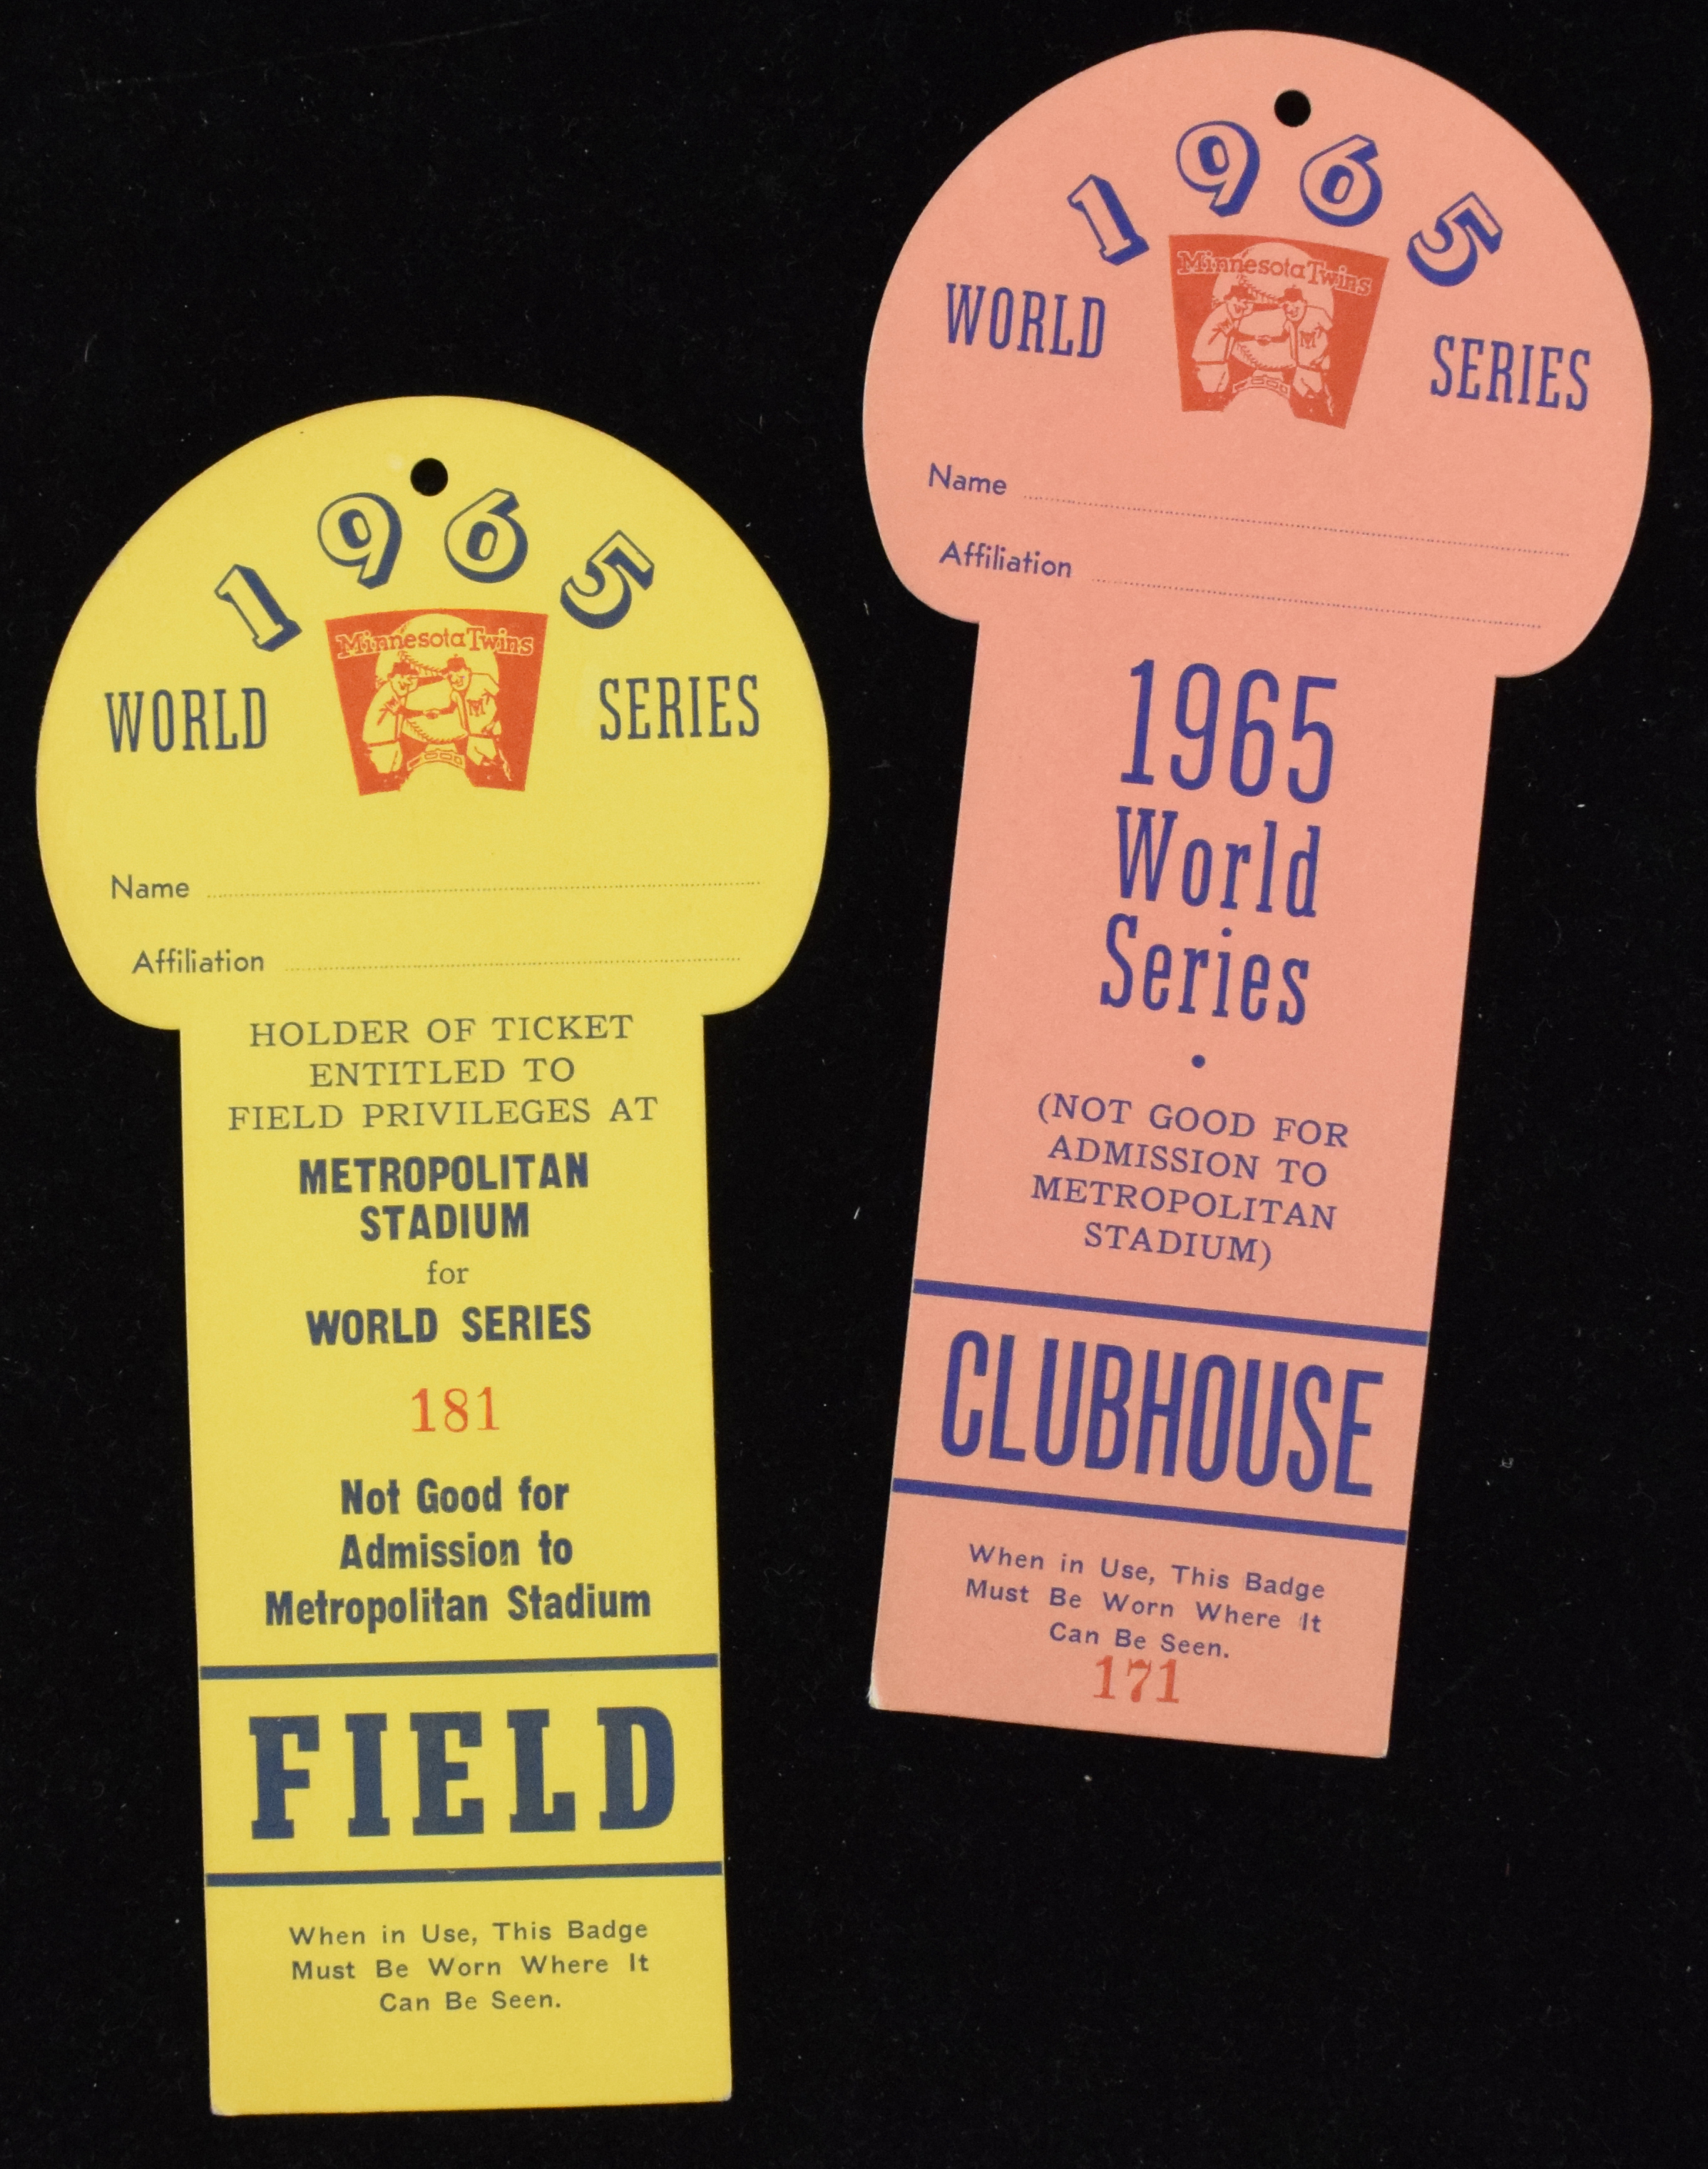 1965
Minnesota Twins
WORLD SERIES
Name
Affiliation
HOLDER OF TICKET
ENTITLED TO
FIELD PRIVILEGES AT
METROPOLITAN
STADIUM
for
WORLD SERIES
181
Not Good for
Admission to
Metropolitan Stadium
FIELD
When in Use, This Badge
Must Be Worn Where It
Can Be Seen.
1965
Minnesota Twins
WORLD SERIES
Name
Affiliation
1965
World
Series
•
(NOT GOOD FOR
ADMISSION TO
METROPOLITAN
STADIUM)
CLUBHOUSE
When in Use, This Badge
Must Be Worn Where It
Can Be Seen.
171